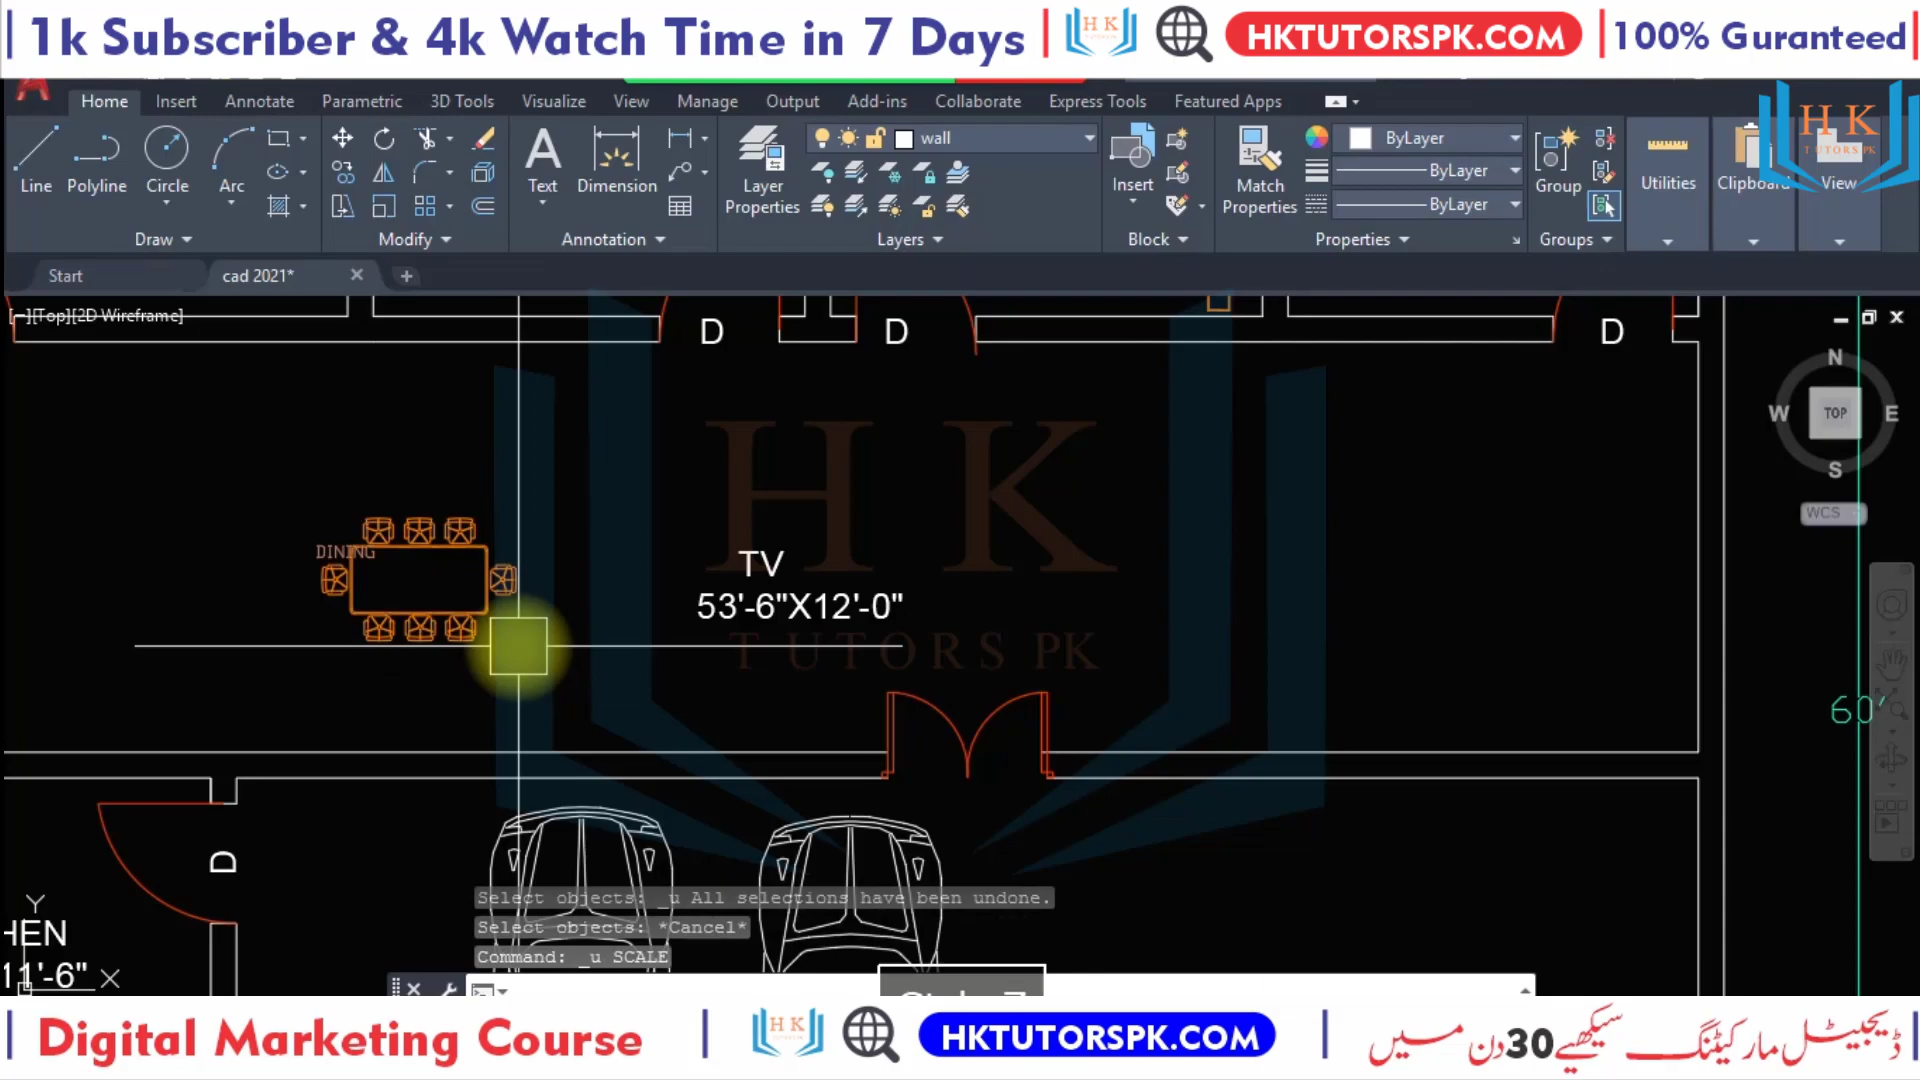 1k Subscriber & 4k Watch Time in 7 Days
H K
HKTUTORSPK.COM
100% Guranteed
Home Insert Annotate Parametric 3D Tools Visualize View Manage Output Add-ins Collaborate Express Tools Featured Apps
H K
TUTORS PK
wall
ByLayer
ByLayer
ByLayer
Line Polyline Circle Arc
Text Dimension
Layer Properties
Insert
Match Properties
Group
Utilities
Clipboard
View
Draw Modify Annotation Layers Block Properties Groups
Start cad 2021*
[−][Top][2D Wireframe]
D D D
N
W TOP E
S
WCS
H K
DINING
TV
53'-6"X12'-0"
TUTORS PK
60'
D
Y
HEN
11'-6" X
Select objects: _u All selections have been undone.
Select objects: *Cancel*
Command: _u SCALE
Digital Marketing Course
H K
HKTUTORSPK.COM
ڈیجیٹل مارکیٹنگ سیکھیے 30 دن میں